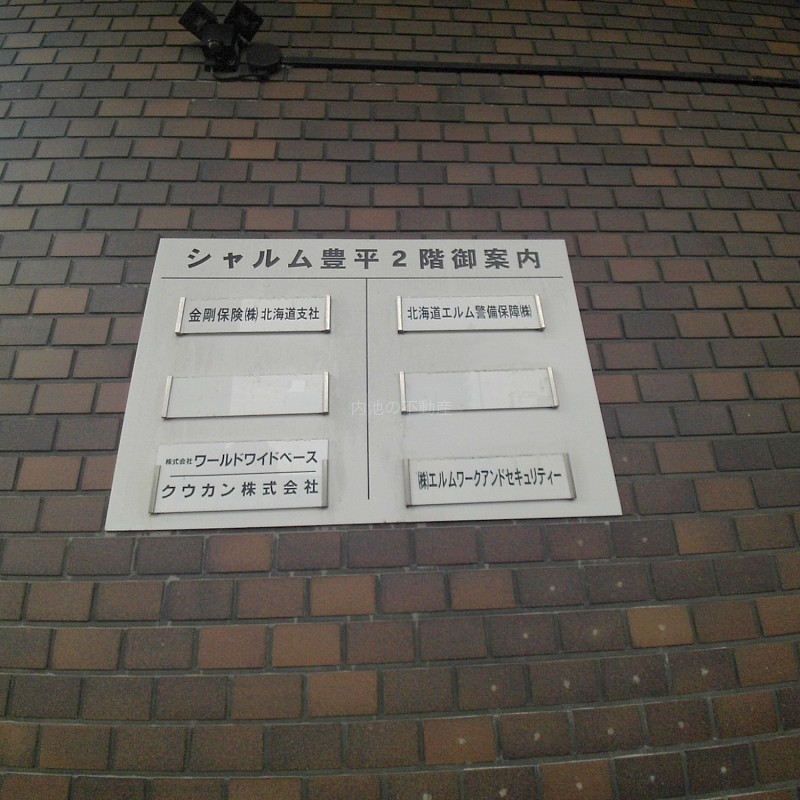 シャルム豊平2階御案内
金剛保険㈱北海道支社
北海道エルム警備保障㈱
内池の不動産
株式会社ワールドワイドベース
クウカン株式会社
㈱エルムワークアンドセキュリティー